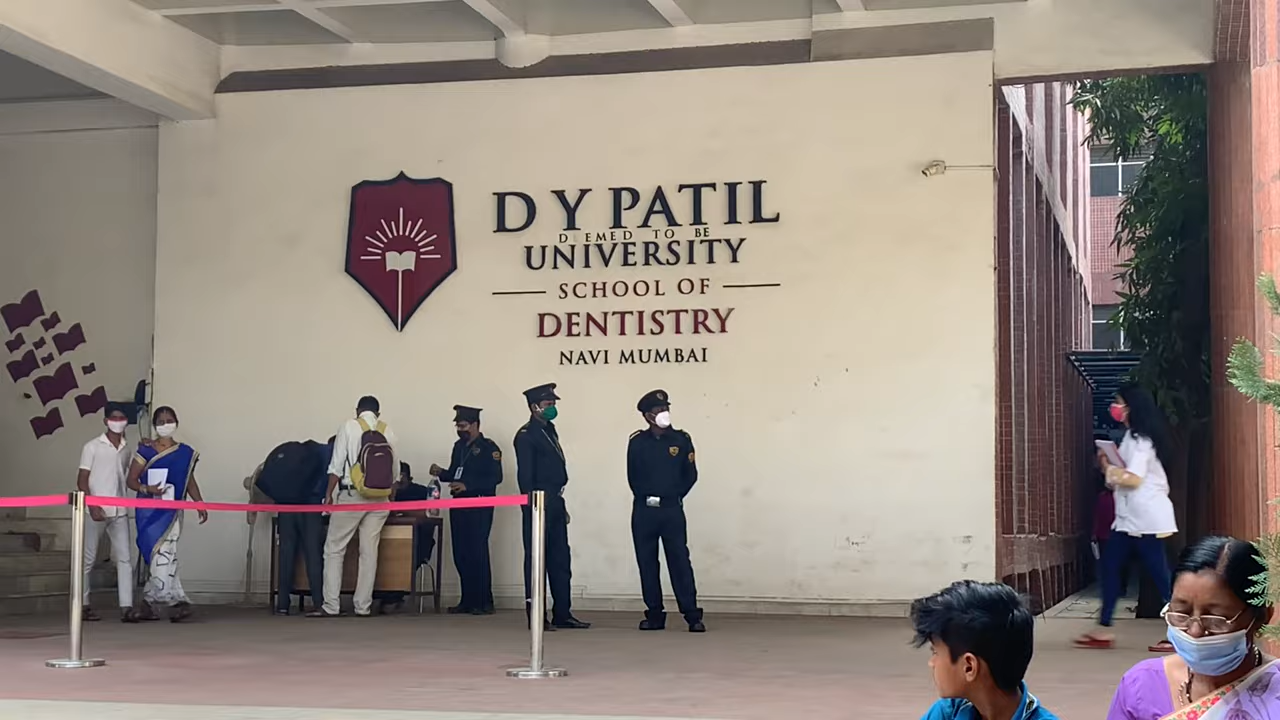 D Y PATIL
D EMED TO BE
UNIVERSITY
SCHOOL OF
DENTISTRY
NAVI MUMBAI